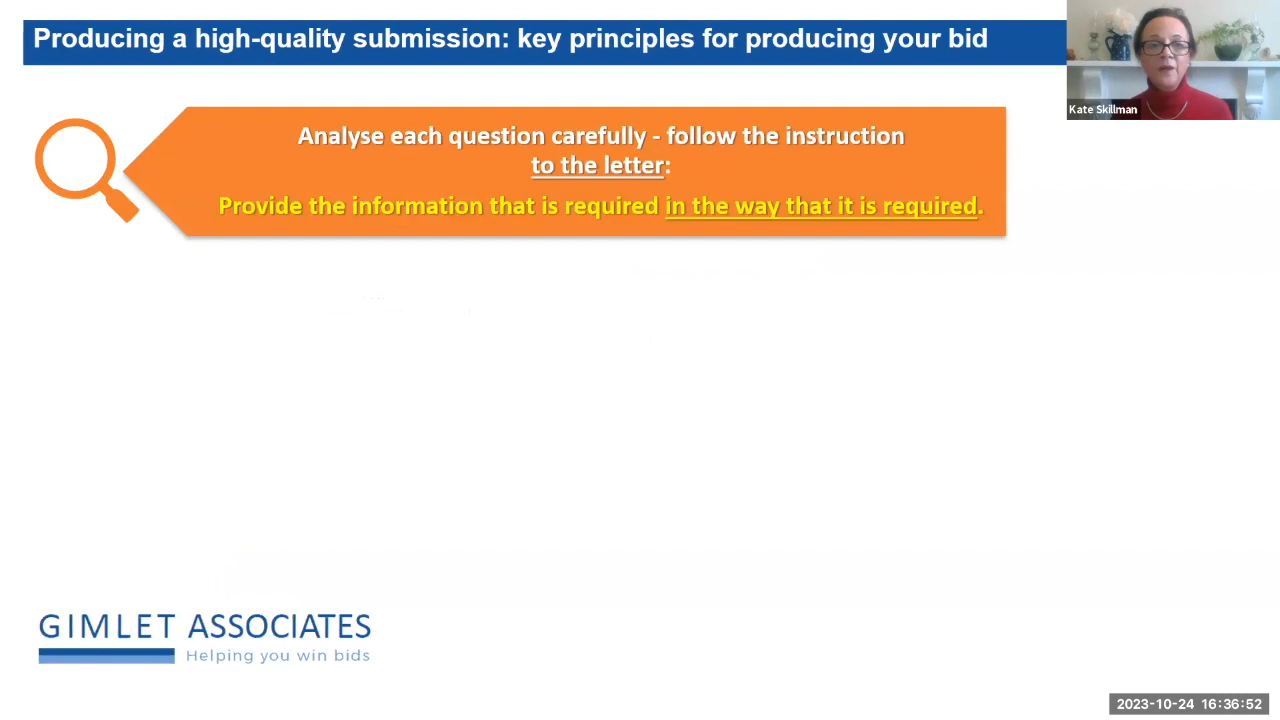 Producing a high-quality submission: key principles for producing your bid
Kate Skillman
Analyse each question carefully - follow the instruction
to the letter:
Provide the information that is required in the way that it is required.
GIMLET ASSOCIATES
Helping you win bids
2023-10-24 16:36:52